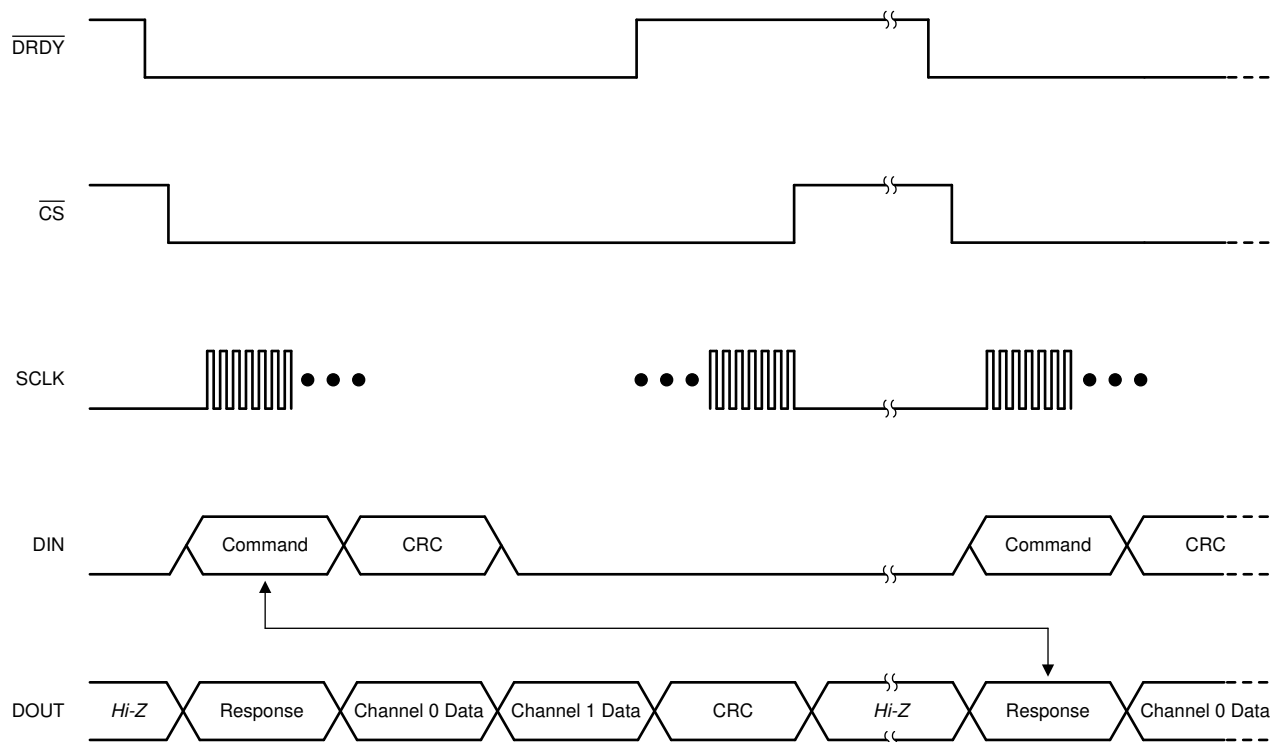 DRDY
CS
SCLK
DIN
Command
CRC
Command
CRC
DOUT
Hi-Z
Response
Channel 0 Data
Channel 1 Data
CRC
Hi-Z
Response
Channel 0 Data